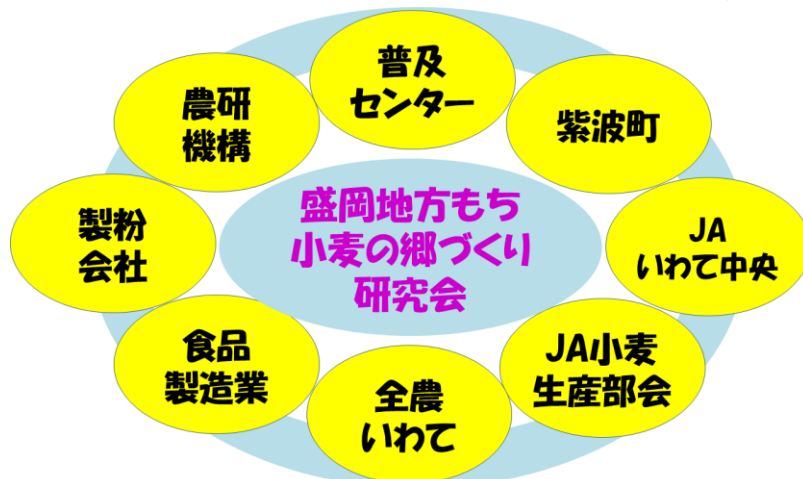 普及
センター
農研
機構
紫波町
製粉
会社
盛岡地方もち
小麦の郷づくり
研究会
JA
いわて中央
食品
製造業
JA小麦
生産部会
全農
いわて